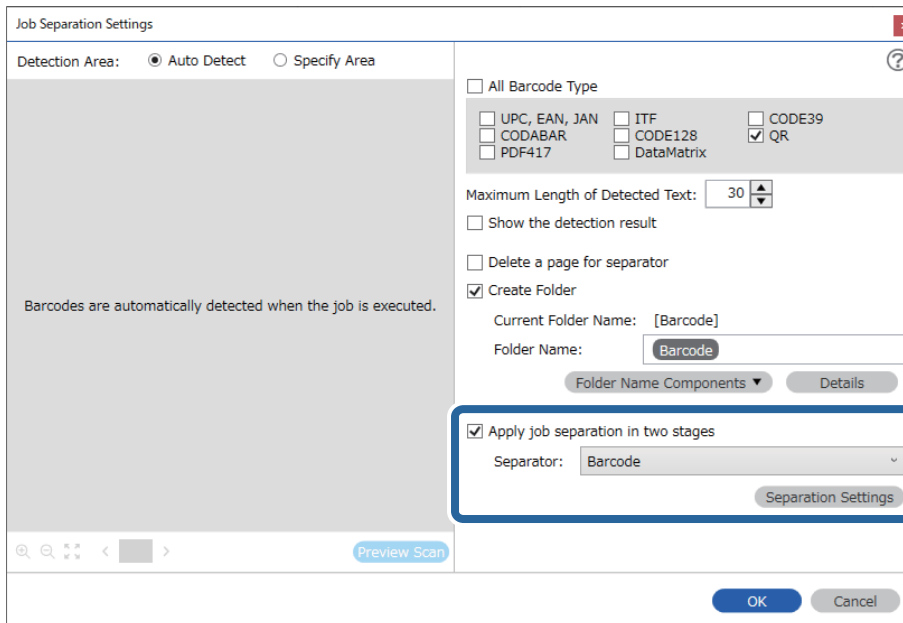 Job Separation Settings
Detection Area: Auto Detect Specify Area
?
All Barcode Type
UPC, EAN, JAN ITF CODE39
CODABAR CODE128 QR
PDF417 DataMatrix
Maximum Length of Detected Text: 30
Show the detection result
Delete a page for separator
Barcodes are automatically detected when the job is executed.
Create Folder
Current Folder Name: [Barcode]
Folder Name: Barcode
Folder Name Components Details
Apply job separation in two stages
Separator: Barcode
Separation Settings
Preview Scan
OK Cancel